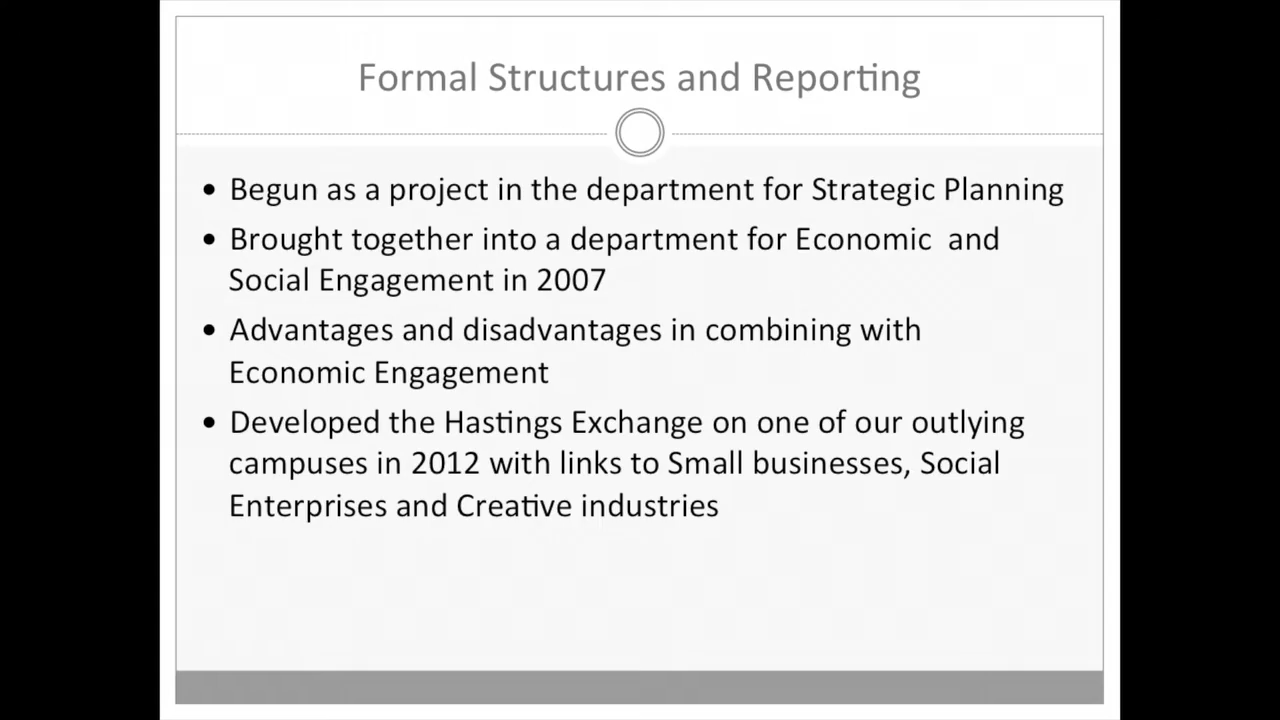 Formal Structures and Reporting
• Begun as a project in the department for Strategic Planning
• Brought together into a department for Economic  and
Social Engagement in 2007
• Advantages and disadvantages in combining with
Economic Engagement
• Developed the Hastings Exchange on one of our outlying
campuses in 2012 with links to Small businesses, Social
Enterprises and Creative industries